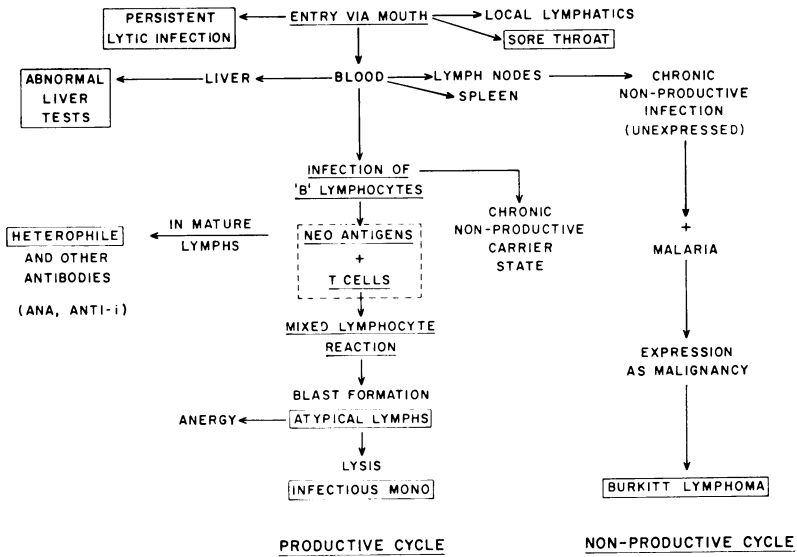 PERSISTENT
LYTIC INFECTION
ENTRY VIA MOUTH
LOCAL LYMPHATICS
SORE THROAT
ABNORMAL
LIVER
TESTS
LIVER
BLOOD
LYMPH NODES
SPLEEN
CHRONIC
NON-PRODUCTIVE
INFECTION
(UNEXPRESSED)
INFECTION OF
'B' LYMPHOCYTES
CHRONIC
NON-PRODUCTIVE
CARRIER
STATE
HETEROPHILE
AND OTHER
ANTIBODIES
(ANA, ANTI-i)
IN MATURE
LYMPHS
NEO ANTIGENS
+
T CELLS
+
MALARIA
MIXED LYMPHOCYTE
REACTION
EXPRESSION
AS MALIGNANCY
BLAST FORMATION
ANERGY
ATYPICAL LYMPHS
LYSIS
INFECTIOUS MONO
BURKITT LYMPHOMA
PRODUCTIVE CYCLE
NON-PRODUCTIVE CYCLE